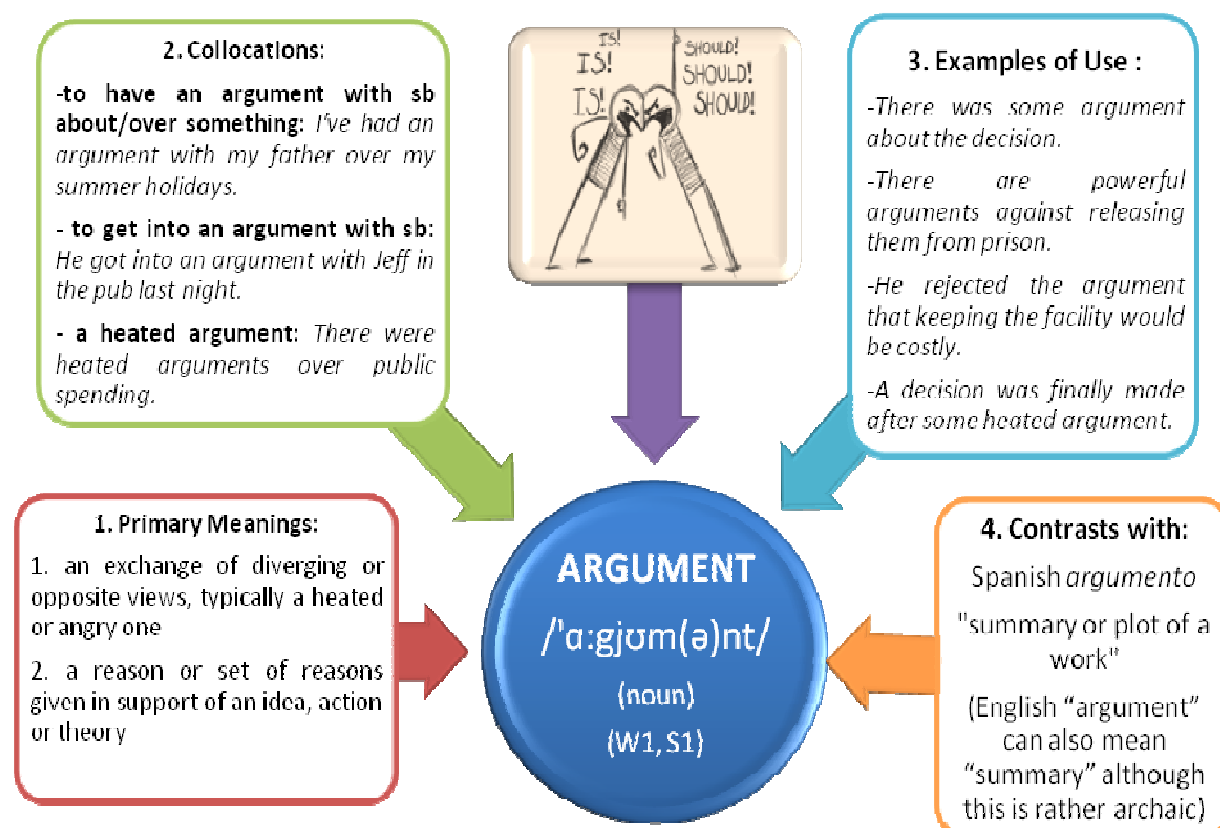 2. Collocations:
-to have an argument with sb
about/over something: I've had an
argument with my father over my
summer holidays.
- to get into an argument with sb:
He got into an argument with Jeff in
the pub last night.
- a heated argument: There were
heated arguments over public
spending.
IS!
IS!
IS!
SHOULD!
SHOULD!
SHOULD!
3. Examples of Use :
-There was some argument
about the decision.
-There are powerful
arguments against releasing
them from prison.
-He rejected the argument
that keeping the facility would
be costly.
-A decision was finally made
after some heated argument.
1. Primary Meanings:
1. an exchange of diverging or
opposite views, typically a heated
or angry one
2. a reason or set of reasons
given in support of an idea, action
or theory
ARGUMENT
/'ɑ:gjʊm(ə)nt/
(noun)
(W1, S1)
4. Contrasts with:
Spanish argumento
"summary or plot of a
work"
(English “argument”
can also mean
“summary” although
this is rather archaic)